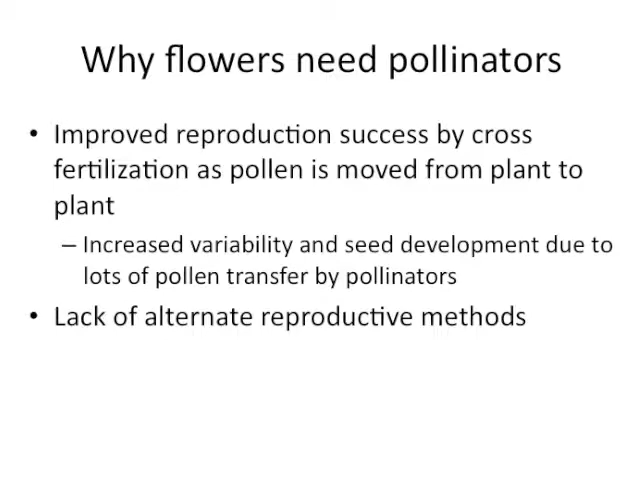 Why flowers need pollinators
• Improved reproduction success by cross
fertilization as pollen is moved from plant to
plant
– Increased variability and seed development due to
lots of pollen transfer by pollinators
• Lack of alternate reproductive methods